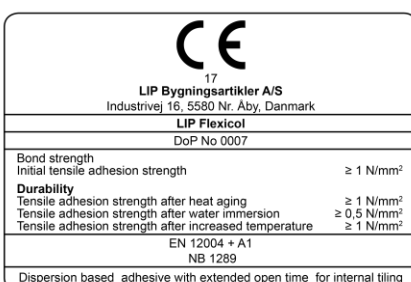 CE
17
LIP Bygningsartikler A/S
Industrivej 16, 5580 Nr. Åby, Danmark
LIP Flexicol
DoP No 0007
Bond strength
Initial tensile adhesion strength ≥ 1 N/mm²
Durability
Tensile adhesion strength after heat aging ≥ 1 N/mm²
Tensile adhesion strength after water immersion ≥ 0,5 N/mm²
Tensile adhesion strength after increased temperature ≥ 1 N/mm²
EN 12004 + A1
NB 1289
Dispersion based adhesive with extended open time for internal tiling